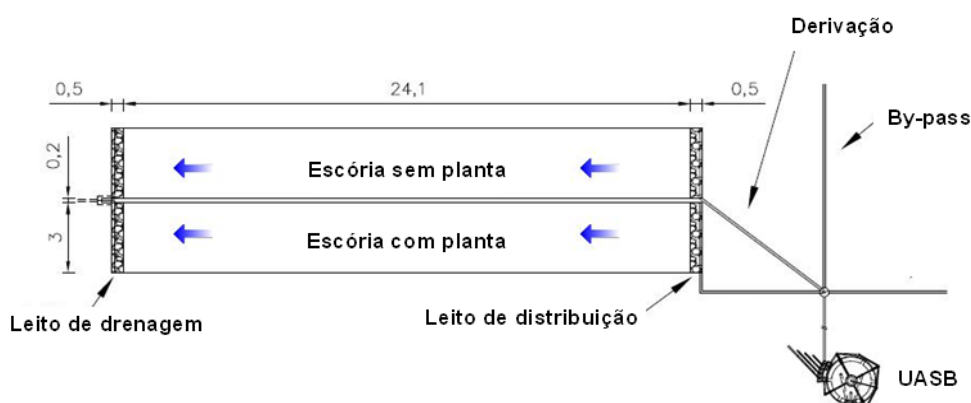 Derivação
0,5
24,1
0,5
By-pass
0,2
Escória sem planta
3
Escória com planta
Leito de drenagem
Leito de distribuição
UASB